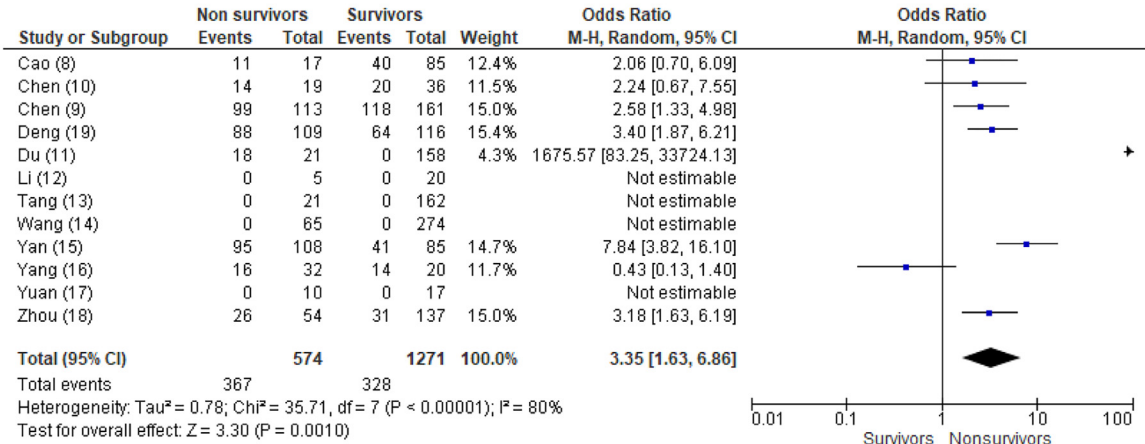 Non survivors Survivors Odds Ratio Odds Ratio
Study or Subgroup Events Total Events Total Weight M-H, Random, 95% CI M-H, Random, 95% CI
Cao (8) 11 17 40 85 12.4% 2.06 [0.70, 6.09]
Chen (10) 14 19 20 36 11.5% 2.24 [0.67, 7.55]
Chen (9) 99 113 118 161 15.0% 2.58 [1.33, 4.98]
Deng (19) 88 109 64 116 15.4% 3.40 [1.87, 6.21]
Du (11) 18 21 0 158 4.3% 1675.57 [83.25, 33724.13]
Li (12) 0 5 0 20 Not estimable
Tang (13) 0 21 0 162 Not estimable
Wang (14) 0 65 0 274 Not estimable
Yan (15) 95 108 41 85 14.7% 7.84 [3.82, 16.10]
Yang (16) 16 32 14 20 11.7% 0.43 [0.13, 1.40]
Yuan (17) 0 10 0 17 Not estimable
Zhou (18) 26 54 31 137 15.0% 3.18 [1.63, 6.19]
Total (95% CI) 574 1271 100.0% 3.35 [1.63, 6.86]
Total events 367 328
Heterogeneity: Tau² = 0.78; Chi² = 35.71, df = 7 (P < 0.00001); I² = 80%
Test for overall effect: Z = 3.30 (P = 0.0010)
0.01 0.1 1 10 100
Survivors Nonsurvivors